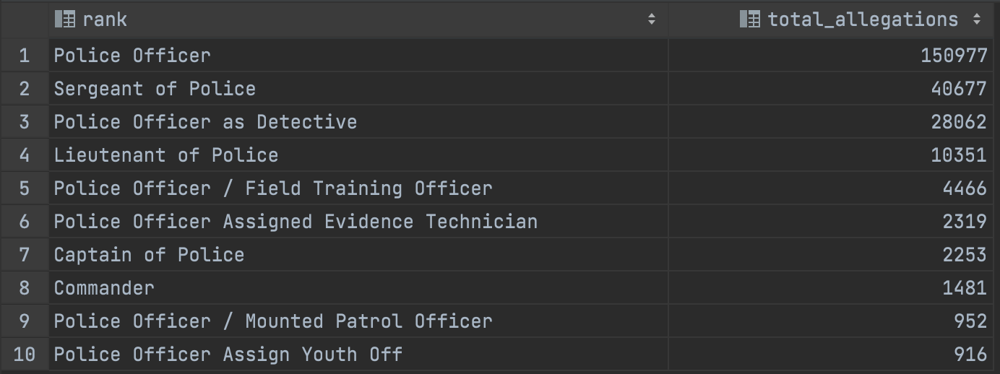 rank total_allegations
1 Police Officer 150977
2 Sergeant of Police 40677
3 Police Officer as Detective 28062
4 Lieutenant of Police 10351
5 Police Officer / Field Training Officer 4466
6 Police Officer Assigned Evidence Technician 2319
7 Captain of Police 2253
8 Commander 1481
9 Police Officer / Mounted Patrol Officer 952
10 Police Officer Assign Youth Off 916